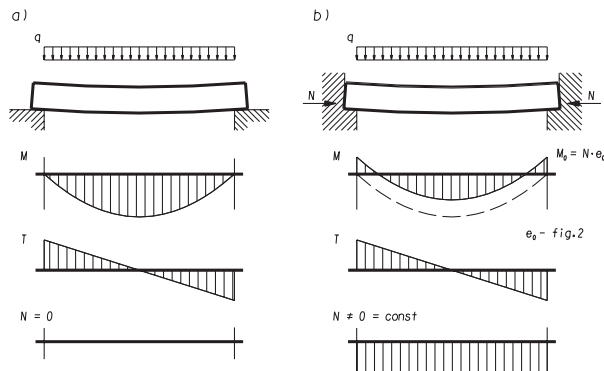 a)
q
M
T
N = 0
b)
q
N
N
M
M₀ = N·e₀
e₀ - fig.2
T
N ≠ 0 = const